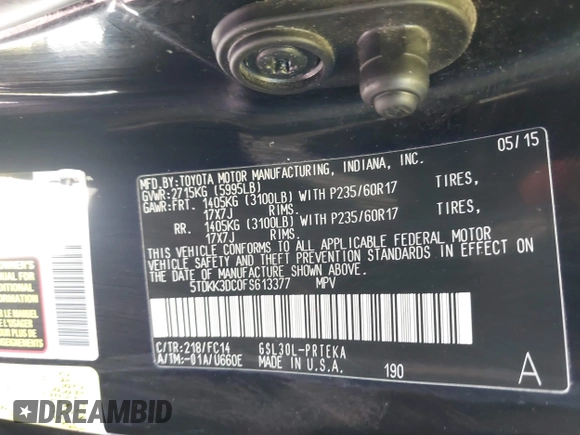 MFD.BY:TOYOTA MOTOR MANUFACTURING, INDIANA, INC. 05/15
GVWR:2715KG (5995LB)
GAWR:FRT. 1405KG (3100LB) WITH P235/60R17 TIRES,
17X7J RIMS.
RR. 1405KG (3100LB) WITH P235/60R17 TIRES,
17X7J RIMS.
THIS VEHICLE CONFORMS TO ALL APPLICABLE FEDERAL MOTOR
VEHICLE SAFETY AND THEFT PREVENTION STANDARDS IN EFFECT ON
THE DATE OF MANUFACTURE SHOWN ABOVE.
5TDKK3DC0FS613377 MPV
C/TR:218/FC14 GSL30L-PRTEKA
A/TM:-01A/U660E MADE IN U.S.A. 190 A
DREAMBID